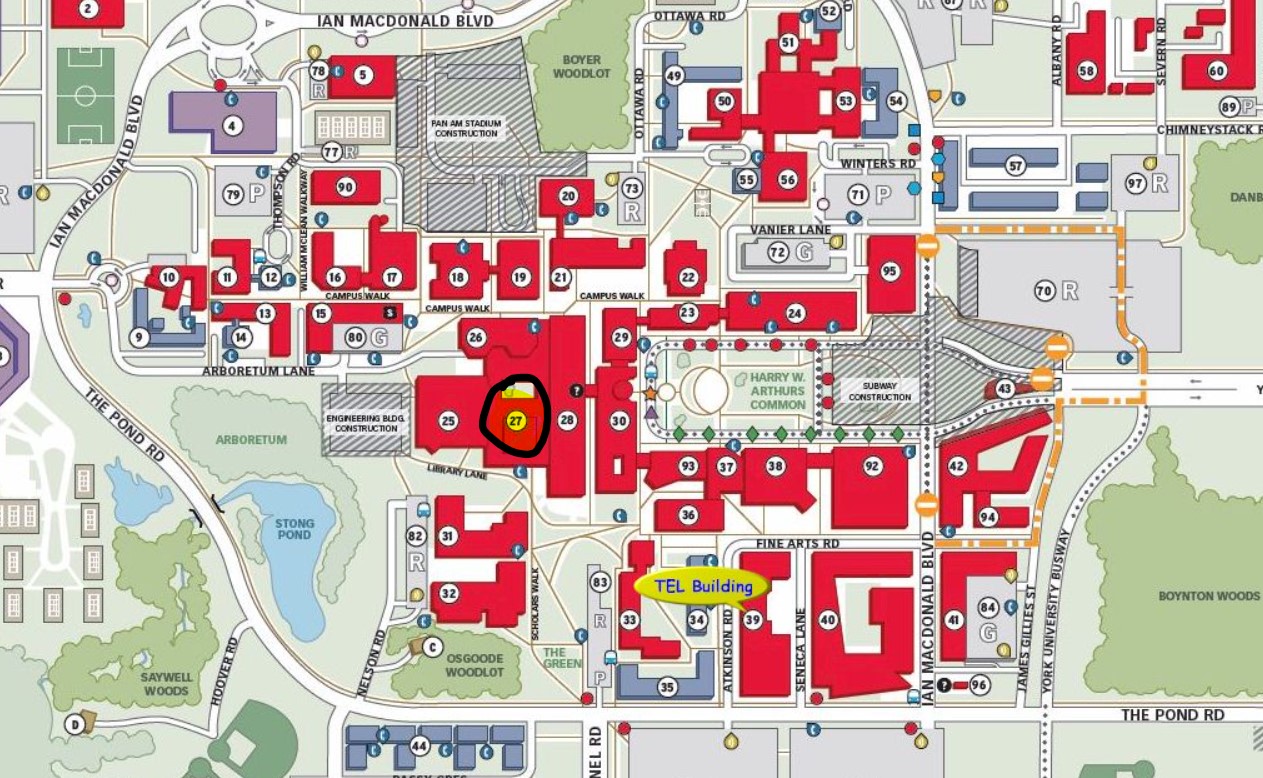 2
IAN MACDONALD BLVD
OTTAWA RD
52
51
BOYER
WOODLOT
78
R
5
49
OTTAWA RD
50
53
54
ALBANY RD
58
SEVERN RD
60
89 P
4
IAN MACDONALD BLVD
PAN AM STADIUM
CONSTRUCTION
CHIMNEYSTACK R
77 R
WINTERS RD
57
79 P
THOMPSON RD
WILLIAM MCLEAN WALKWAY
90
20
73
R
55
56
71 P
97 R
DANB
VANIER LANE
72 G
10
11
12
16
17
18
19
21
22
95
70 R
CAMPUS WALK
CAMPUS WALK
CAMPUS WALK
9
13
14
15
$
80 G
26
29
23
24
ARBORETUM LANE
THE POND RD
ARBORETUM
ENGINEERING BLDG.
CONSTRUCTION
25
27
28
?
30
HARRY W.
ARTHURS
COMMON
SUBWAY
CONSTRUCTION
43
Y
LIBRARY LANE
93
37
38
92
42
STONG
POND
82
R
31
36
94
FINE ARTS RD
IAN MACDONALD BLVD
32
SCHOLARS WALK
83
R
P
33
TEL Building
34
ATKINSON RD
39
SENECA LANE
40
41
84
G
JAMES GILLIES ST
YORK UNIVERSITY BUSWAY
BOYNTON WOODS
SAYWELL
WOODS
HOOVER RD
NELSON RD
C
OSGOODE
WOODLOT
THE
GREEN
35
? 96
D
THE POND RD
44
NEL RD